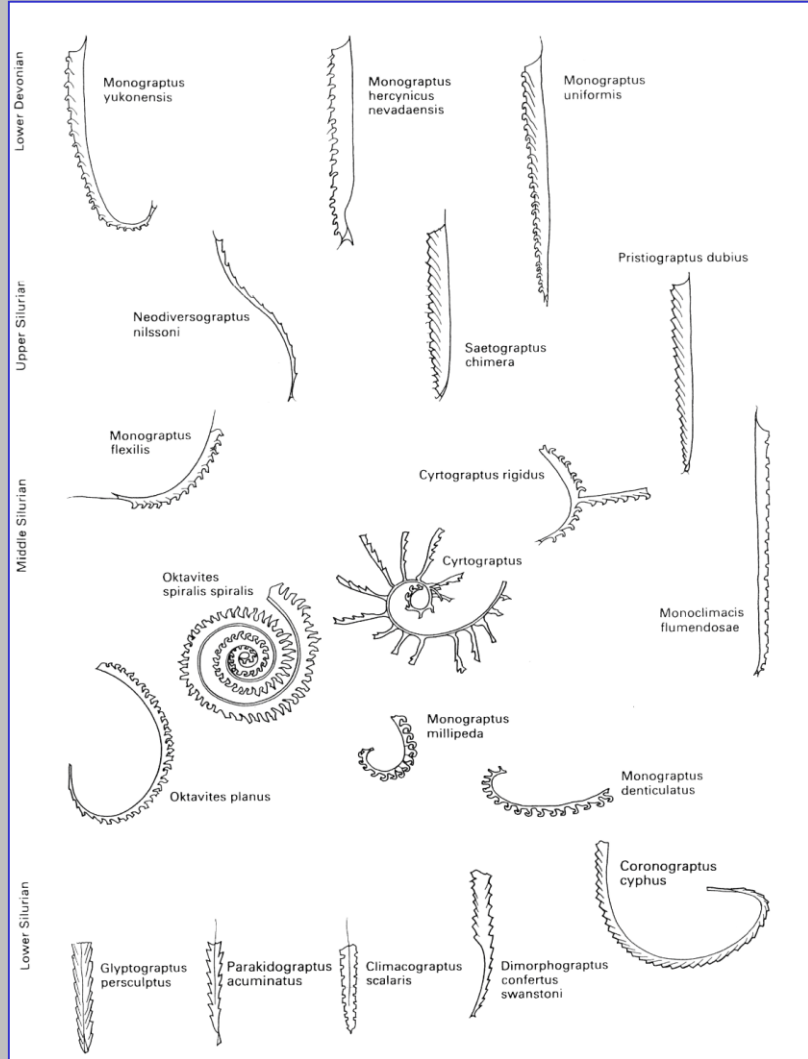 Lower Devonian
Monograptus
yukonensis
Monograptus
hercynicus
nevadaensis
Monograptus
uniformis
Upper Silurian
Pristiograptus dubius
Neodiversograptus
nilssoni
Saetograptus
chimera
Middle Silurian
Monograptus
flexilis
Cyrtograptus rigidus
Cyrtograptus
Oktavites
spiralis spiralis
Monoclimacis
flumendosae
Monograptus
millipeda
Monograptus
denticulatus
Oktavites planus
Lower Silurian
Coronograptus
cyphus
Glyptograptus
persculptus
Parakidograptus
acuminatus
Climacograptus
scalaris
Dimorphograptus
confertus
swanstoni